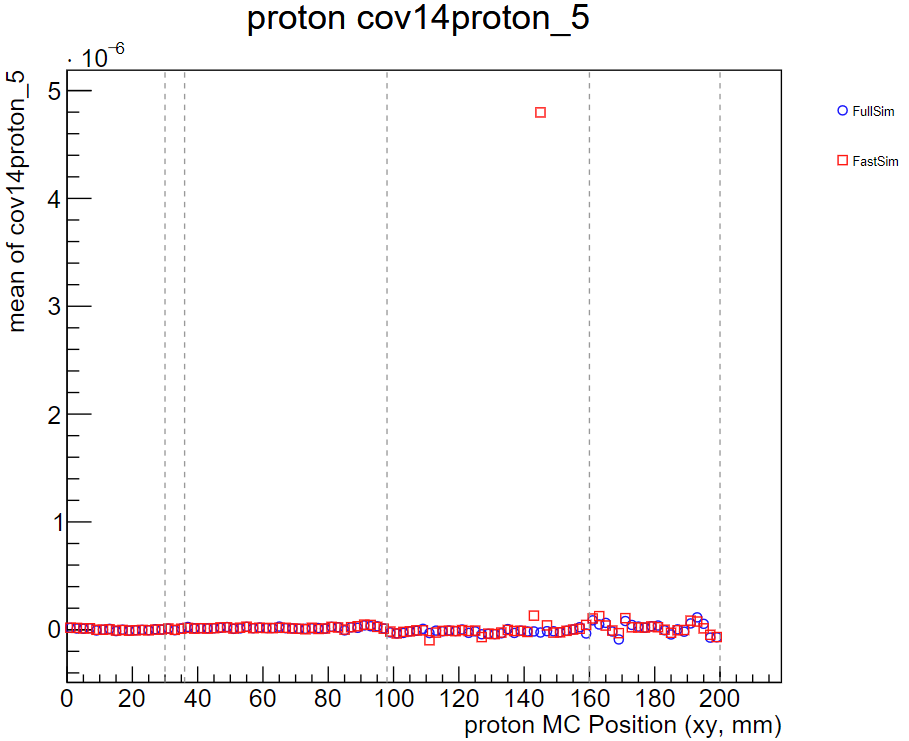 proton cov14proton_5
· 10⁻⁶
mean of cov14proton_5
5
4
3
2
1
0
0 20 40 60 80 100 120 140 160 180 200
proton MC Position (xy, mm)
FullSim
FastSim